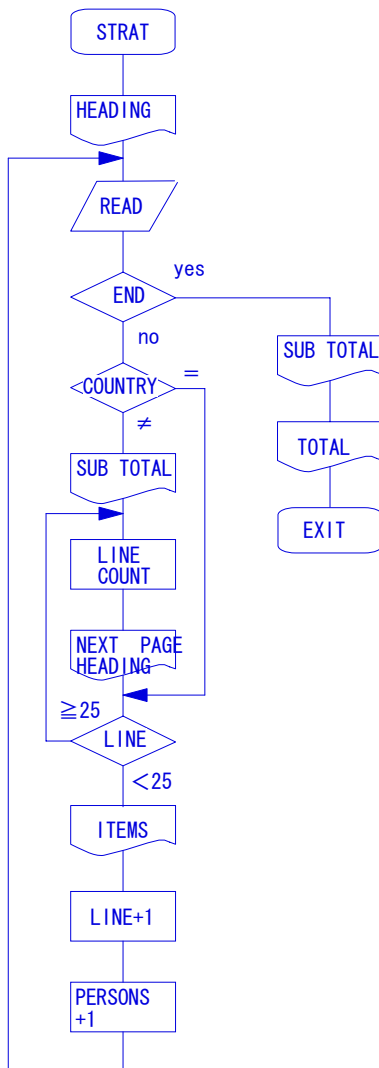 STRAT
HEADING
READ
yes
END
no
=
COUNTRY
≠
SUB TOTAL
SUB TOTAL
TOTAL
EXIT
LINE
COUNT
NEXT PAGE
HEADING
≧25
LINE
<25
ITEMS
LINE+1
PERSONS
+1